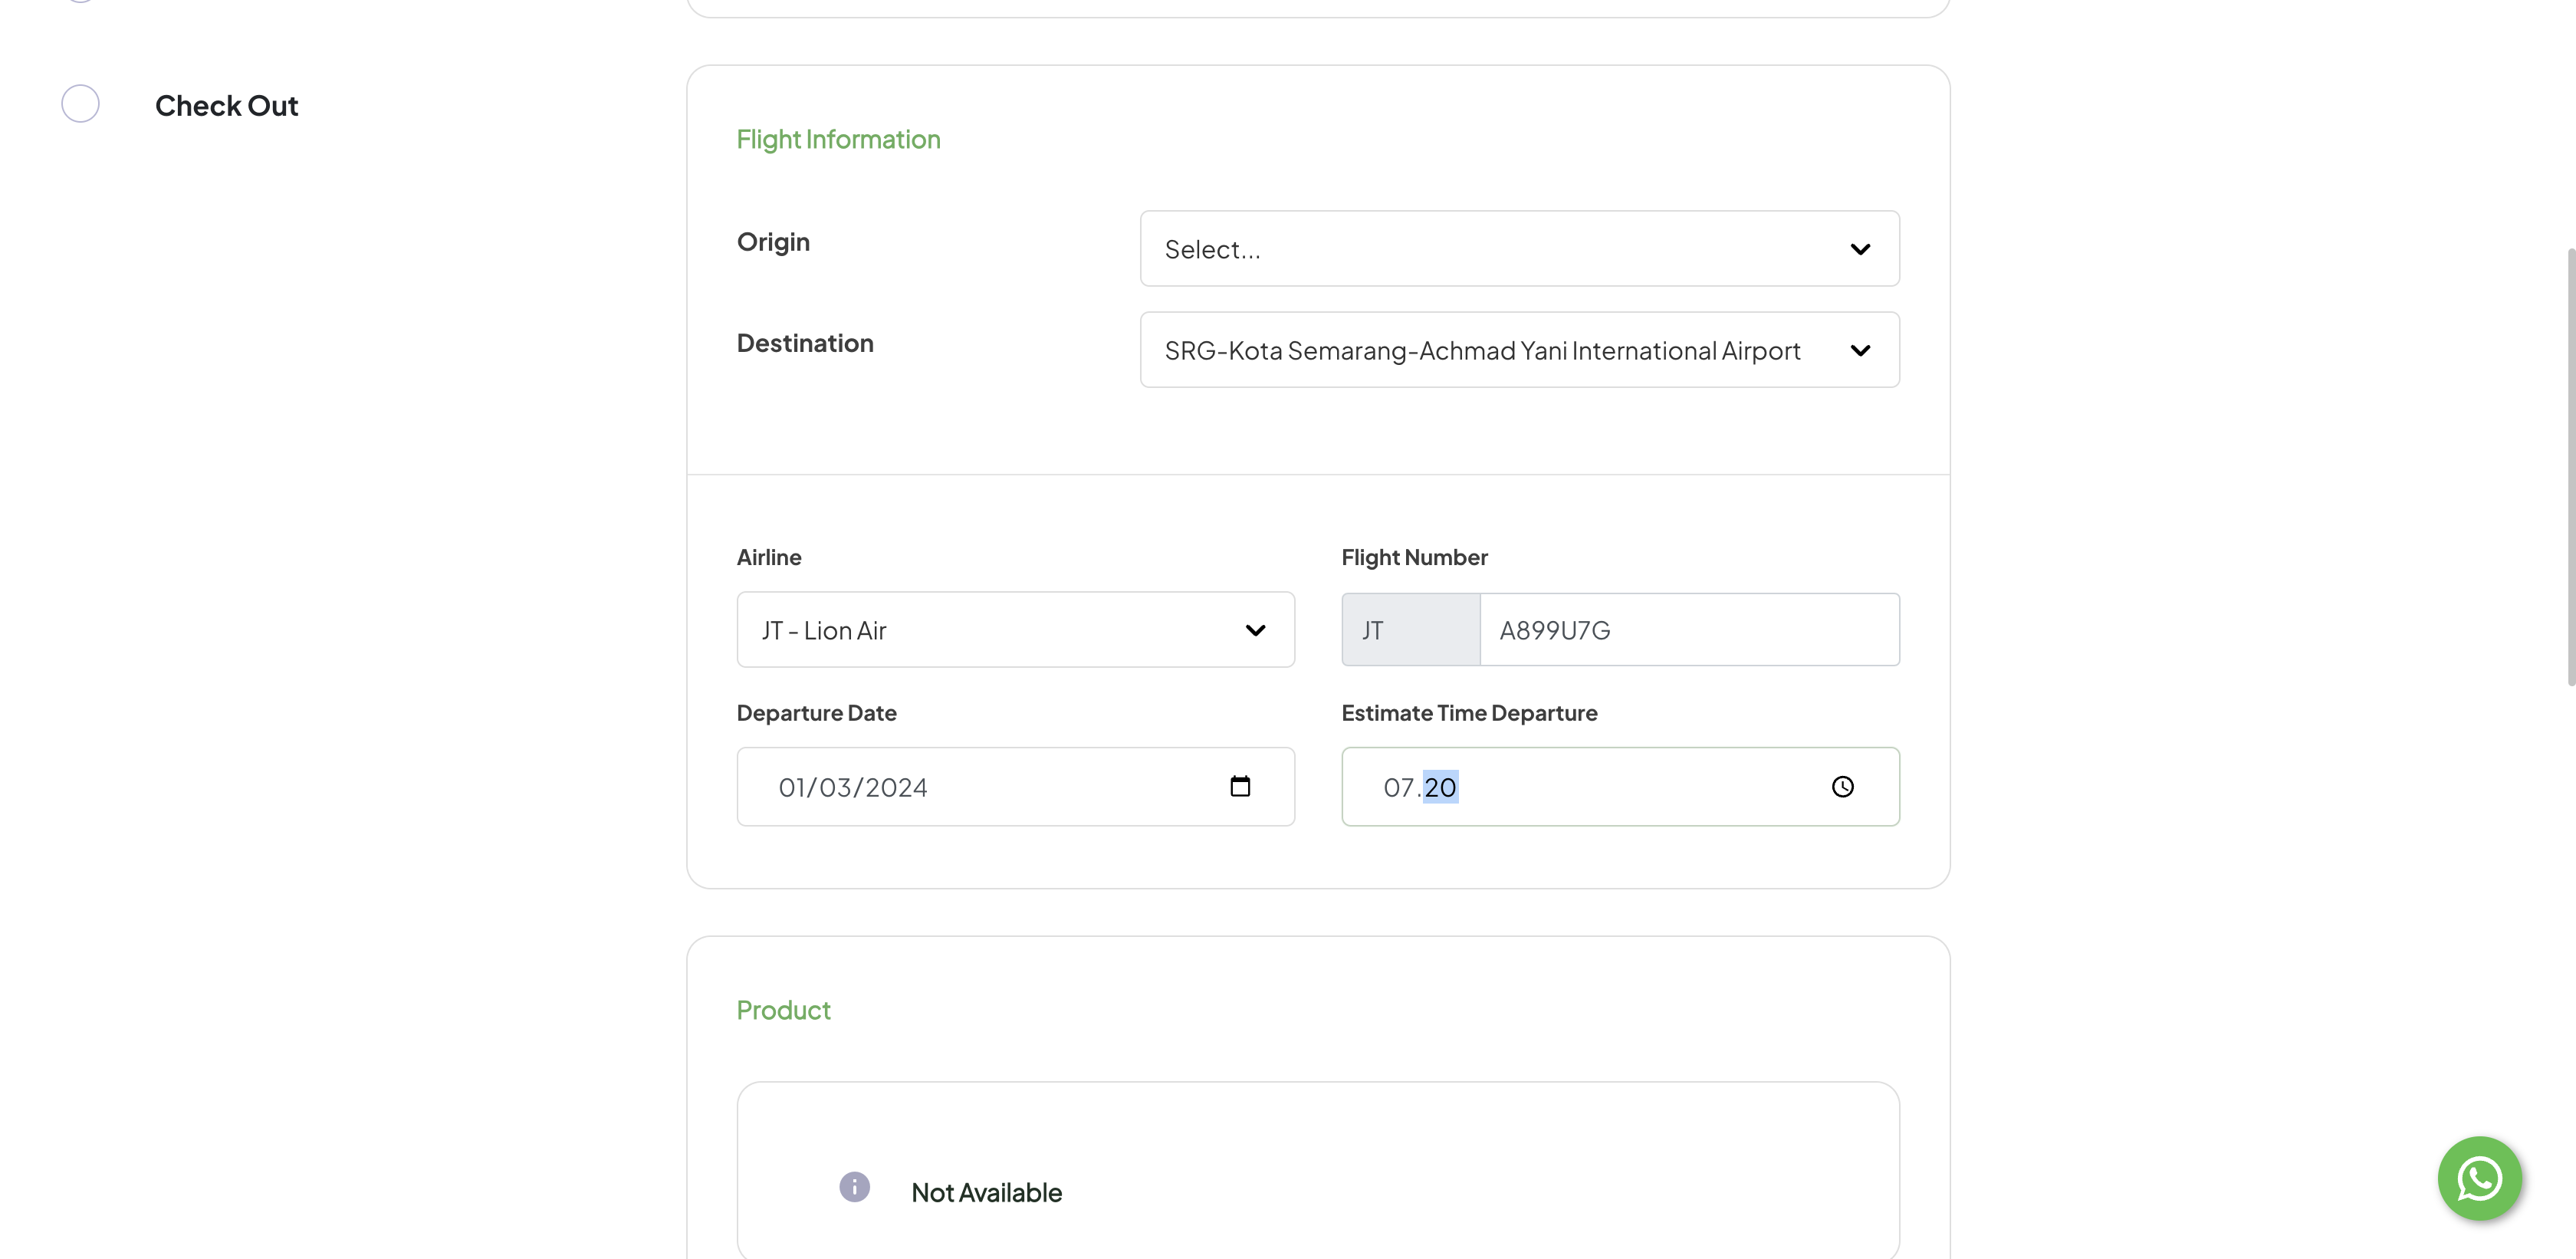 Check Out
Flight Information
Origin
Select...
Destination
SRG-Kota Semarang-Achmad Yani International Airport
Airline
Flight Number
JT - Lion Air
JT
A899U7G
Departure Date
Estimate Time Departure
01/03/2024
07.20
Product
Not Available